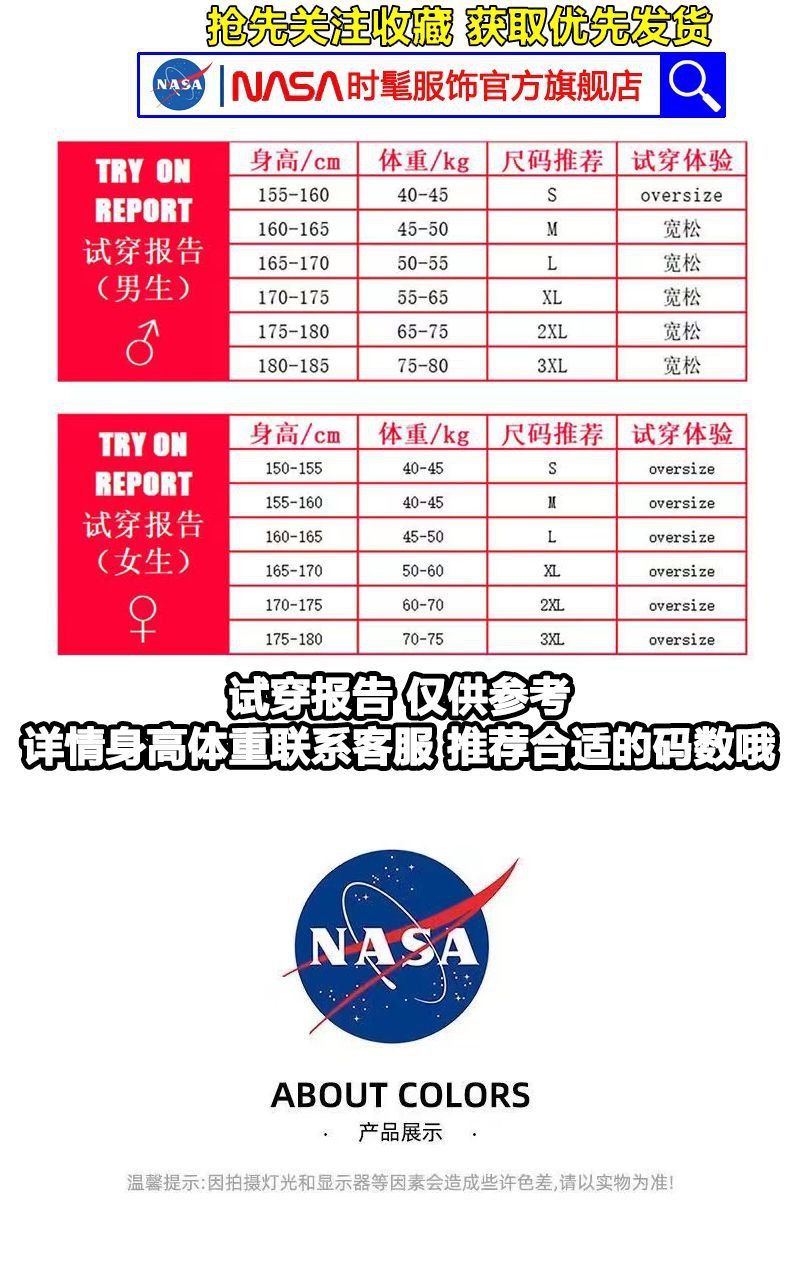 抢先关注收藏 获取优先发货
NASA NASA时髦服饰官方旗舰店
TRY ON
REPORT
试穿报告
（男生）
身高/cm 体重/kg 尺码推荐 试穿体验
155-160 40-45 S oversize
160-165 45-50 M 宽松
165-170 50-55 L 宽松
170-175 55-65 XL 宽松
175-180 65-75 2XL 宽松
180-185 75-80 3XL 宽松
TRY ON
REPORT
试穿报告
（女生）
身高/cm 体重/kg 尺码推荐 试穿体验
150-155 40-45 S oversize
155-160 40-45 M oversize
160-165 45-50 L oversize
165-170 50-60 XL oversize
170-175 60-70 2XL oversize
175-180 70-75 3XL oversize
试穿报告 仅供参考
详情身高体重联系客服 推荐合适的码数哦
NASA
ABOUT COLORS
· 产品展示 ·
温馨提示:因拍摄灯光和显示器等因素会造成些许色差,请以实物为准!